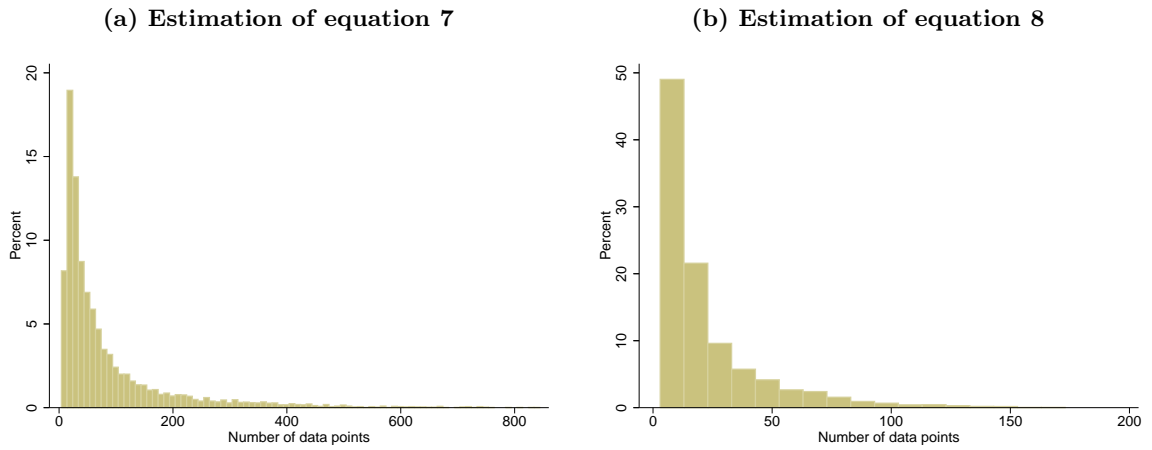 (a) Estimation of equation 7
20
15
10
5
0
Percent
0 200 400 600 800
Number of data points
(b) Estimation of equation 8
50
40
30
20
10
0
Percent
0 50 100 150 200
Number of data points